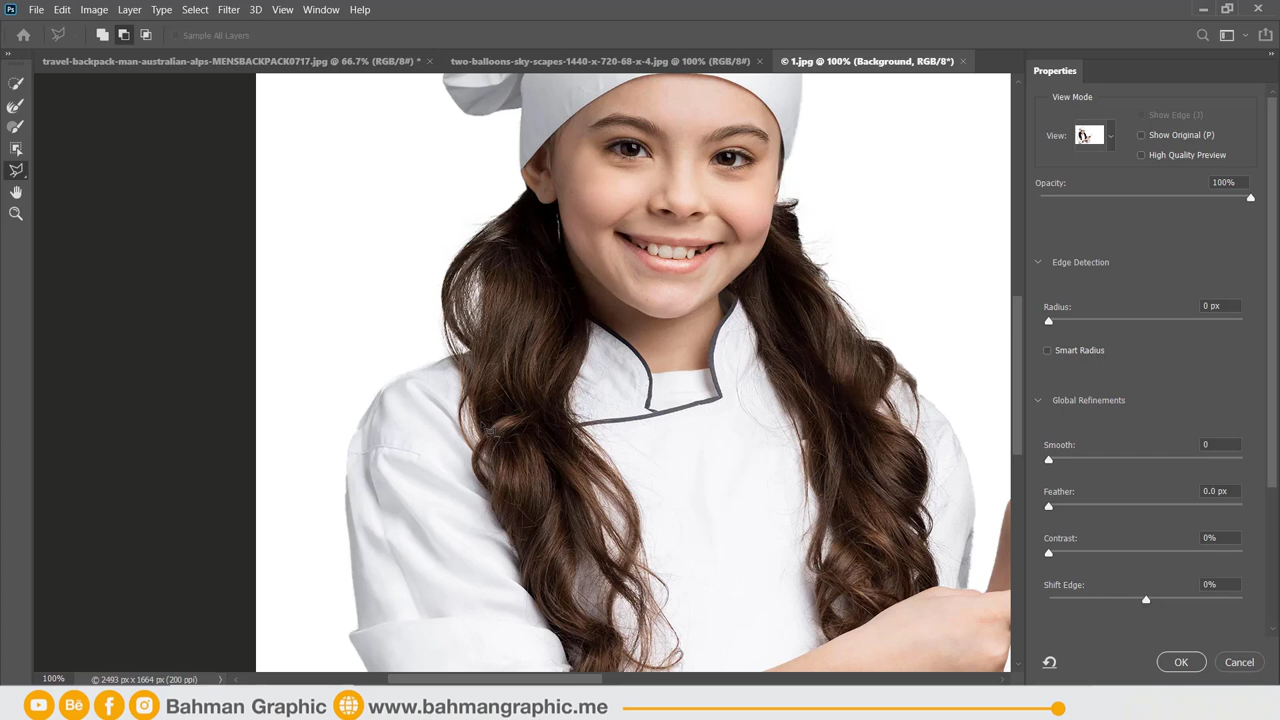 Ps File Edit Image Layer Type Select Filter 3D View Window Help
Sample All Layers
travel-backpack-man-australian-alps-MENSBACKPACK0717.jpg @ 66.7% (RGB/8#) * two-balloons-sky-scapes-1440-x-720-68-x-4.jpg @ 100% (RGB/8#) © 1.jpg @ 100% (Background, RGB/8*)
Properties
View Mode
Show Edge (J)
View:
Show Original (P)
High Quality Preview
Opacity: 100%
Edge Detection
Radius: 0 px
Smart Radius
Global Refinements
Smooth: 0
Feather: 0.0 px
Contrast: 0%
Shift Edge: 0%
OK Cancel
100% © 2493 px x 1664 px (200 ppi)
Bē Bahman Graphic www.bahmangraphic.me